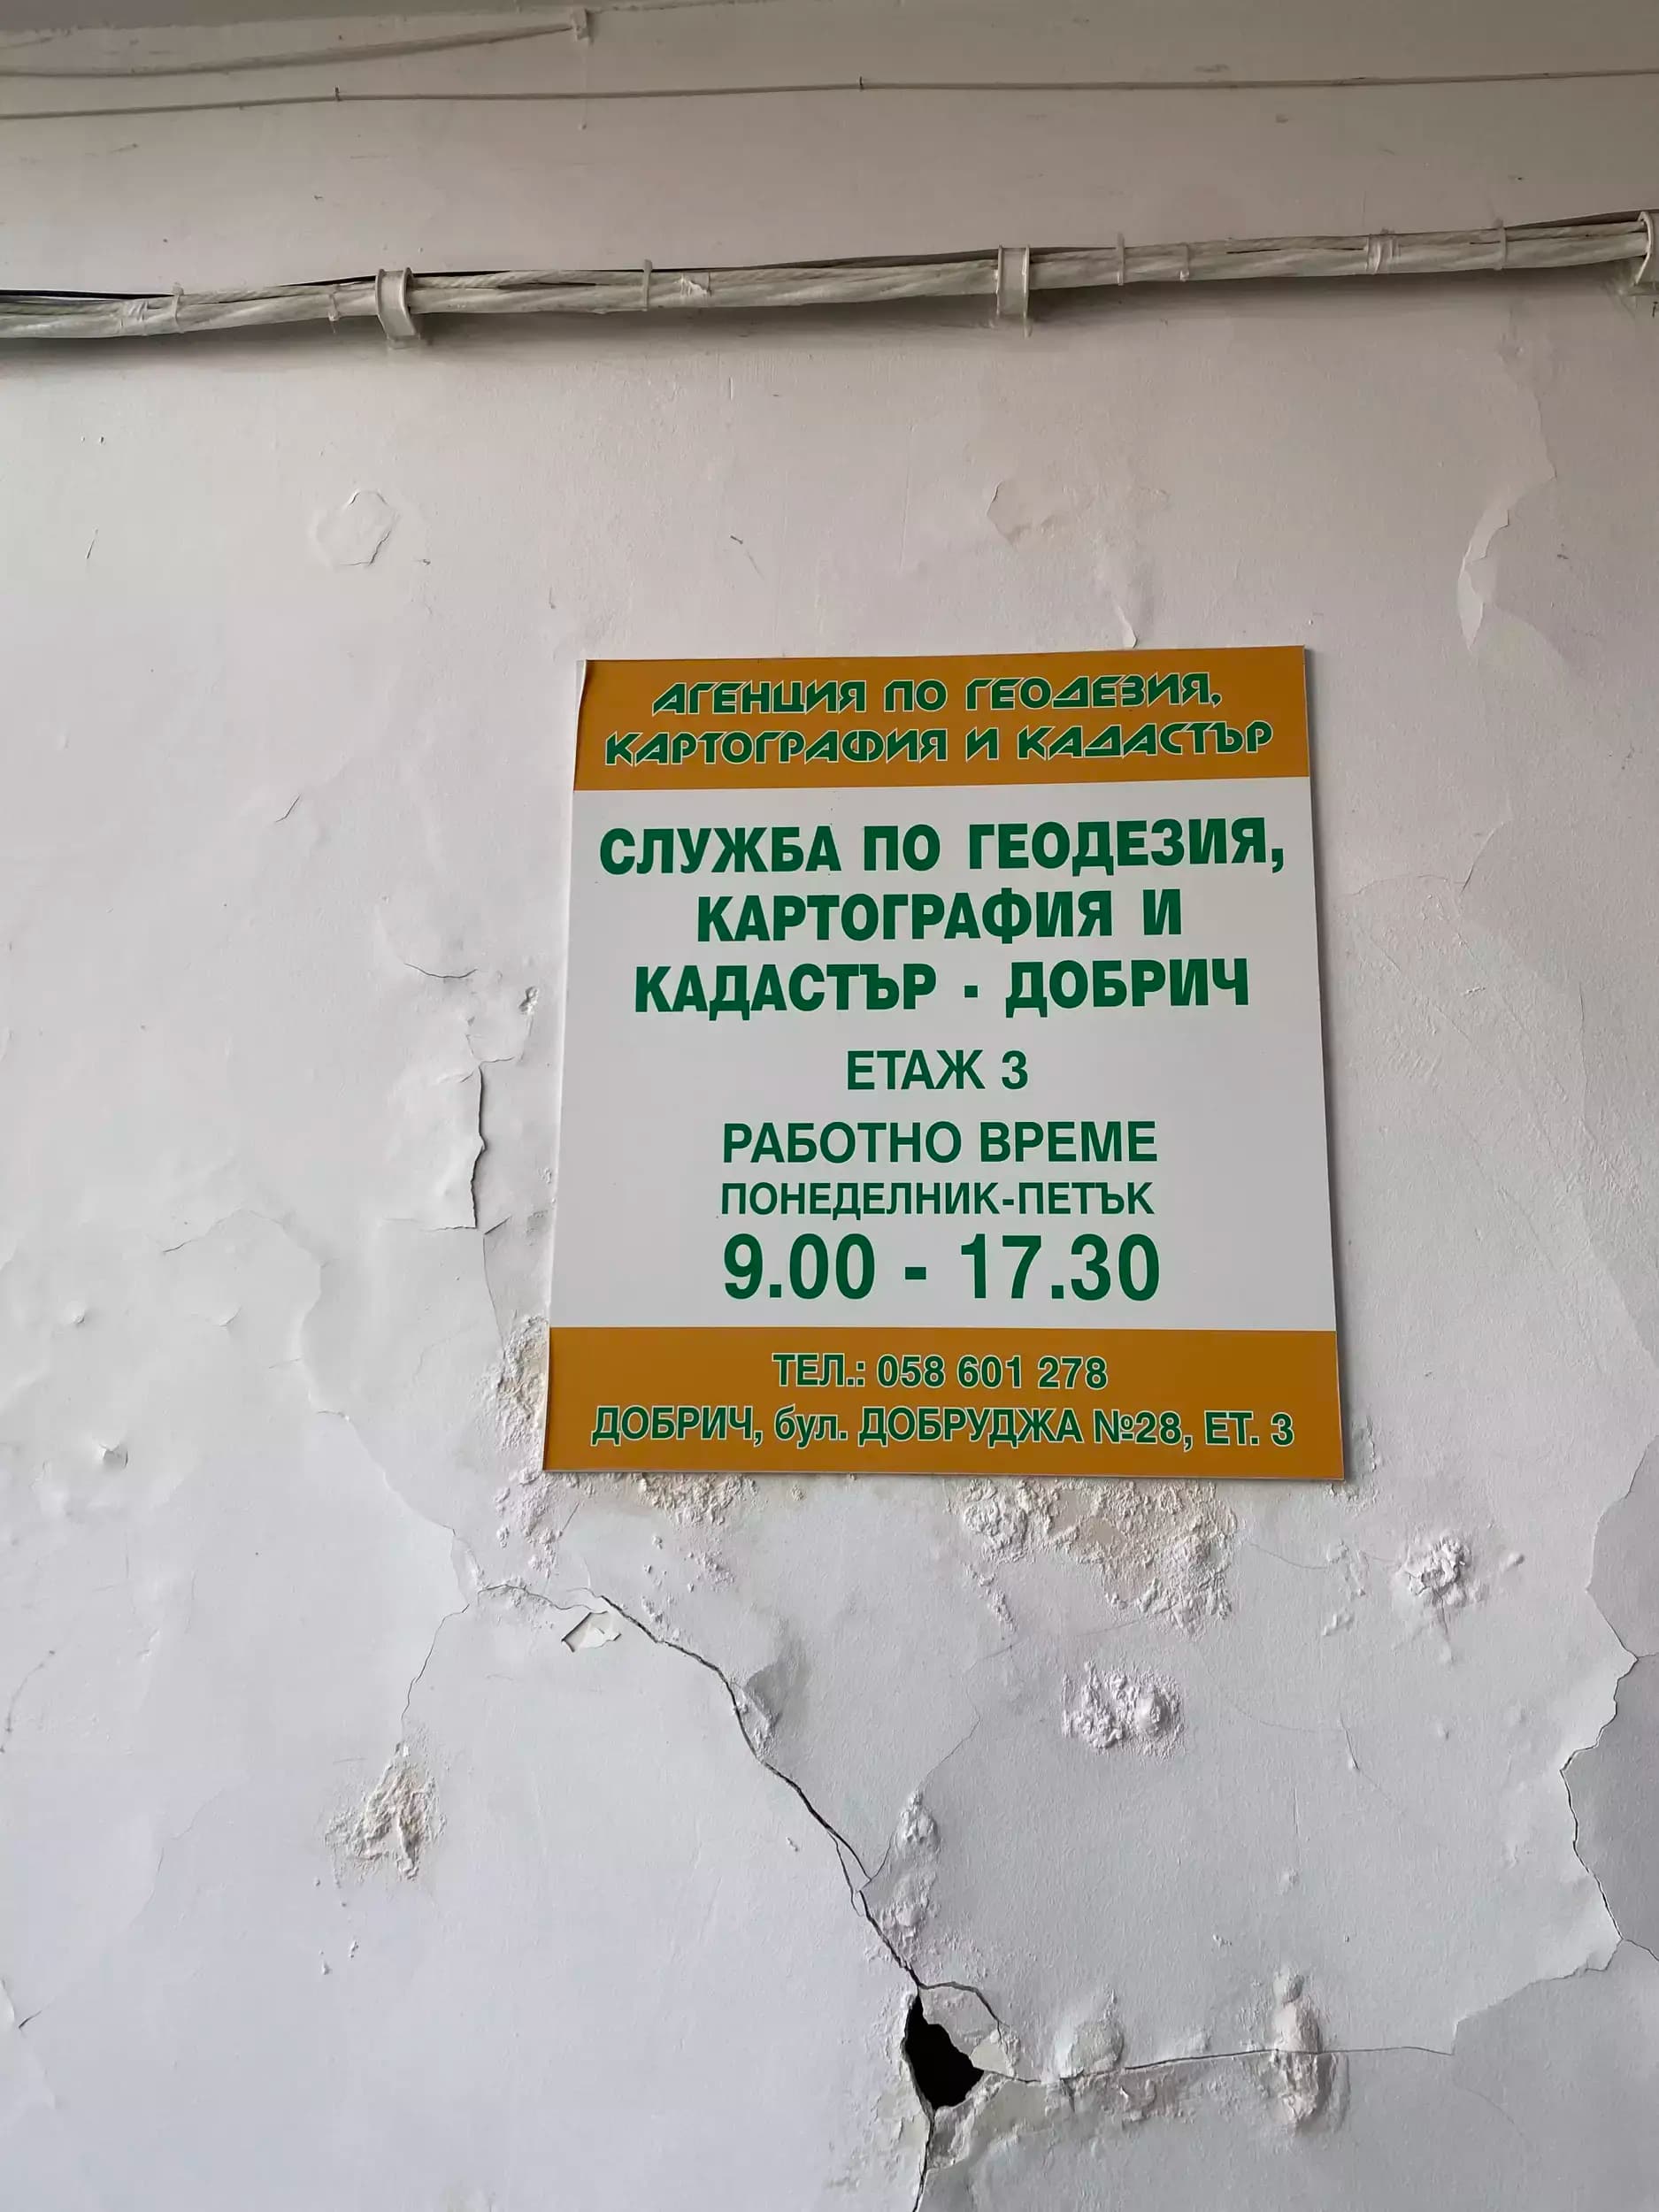 АГЕНЦИЯ ПО ГЕОДЕЗИЯ,
КАРТОГРАФИЯ И КАДАСТЪР
СЛУЖБА ПО ГЕОДЕЗИЯ,
КАРТОГРАФИЯ И
КАДАСТЪР - ДОБРИЧ
ЕТАЖ 3
РАБОТНО ВРЕМЕ
ПОНЕДЕЛНИК-ПЕТЪК
9.00 - 17.30
ТЕЛ.: 058 601 278
ДОБРИЧ, бул. ДОБРУДЖА №28, ЕТ. 3